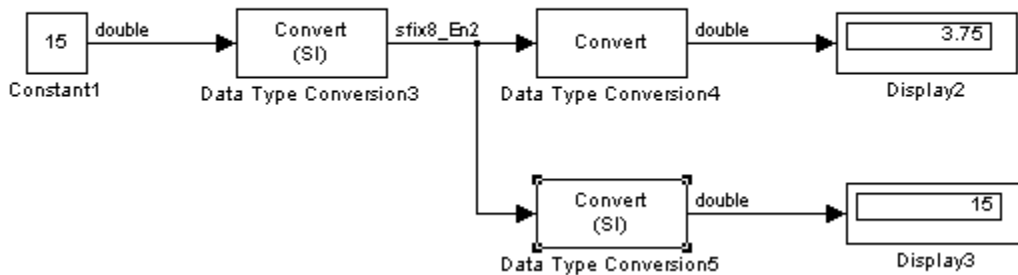 15
double
Convert
(SI)
sfix8_En2
Convert
double
3.75
Constant1
Data Type Conversion3
Data Type Conversion4
Display2
Convert
(SI)
double
15
Data Type Conversion5
Display3